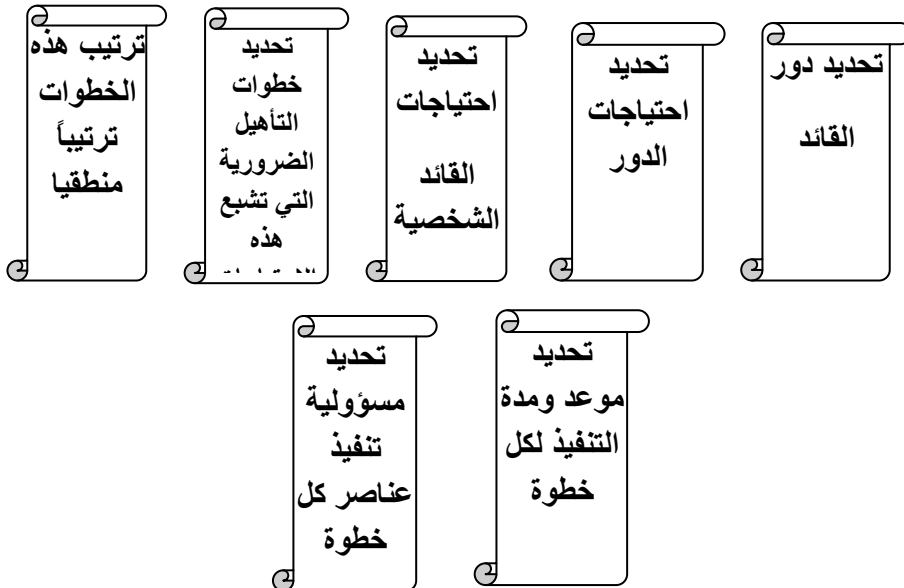 تحديد دور
القائد
تحديد
احتياجات
الدور
تحديد
احتياجات
القائد
الشخصية
تحديد
خطوات
التأهيل
الضرورية
التي تشبع
هذه
ترتيب هذه
الخطوات
ترتيباً
منطقيا
تحديد
موعد ومدة
التنفيذ لكل
خطوة
تحديد
مسؤولية
تنفيذ
عناصر كل
خطوة